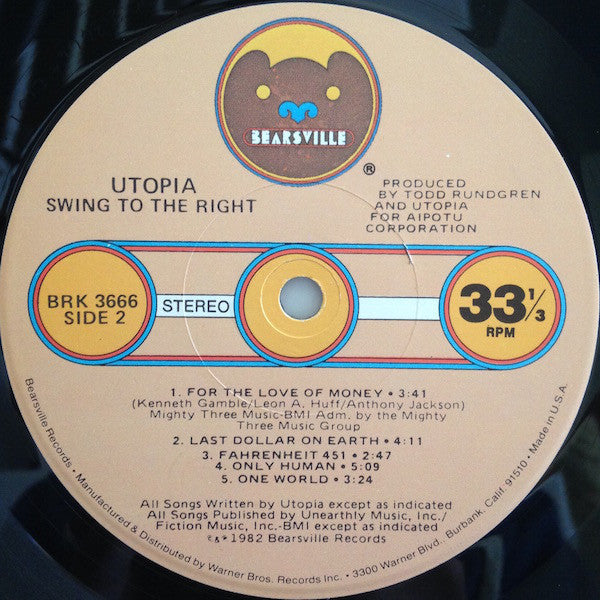 BEARSVILLE
®
UTOPIA
SWING TO THE RIGHT
PRODUCED
BY TODD RUNDGREN
AND UTOPIA
FOR AIPOTU
CORPORATION
BRK 3666
SIDE 2
STEREO
33 1/3
RPM
1. FOR THE LOVE OF MONEY • 3:41
(Kenneth Gamble/Leon A. Huff/Anthony Jackson)
Mighty Three Music-BMI Adm. by the Mighty
Three Music Group
2. LAST DOLLAR ON EARTH • 4:11
3. FAHRENHEIT 451 • 2:47
4. ONLY HUMAN • 5:09
5. ONE WORLD • 3:24
All Songs Written by Utopia except as indicated
All Songs Published by Unearthly Music, Inc./
Fiction Music, Inc.-BMI except as indicated
©&℗ 1982 Bearsville Records
Bearsville Records • Manufactured & Distributed by Warner Bros. Records Inc. • 3300 Warner Blvd., Burbank, Calif. 91510 • Made in U.S.A.